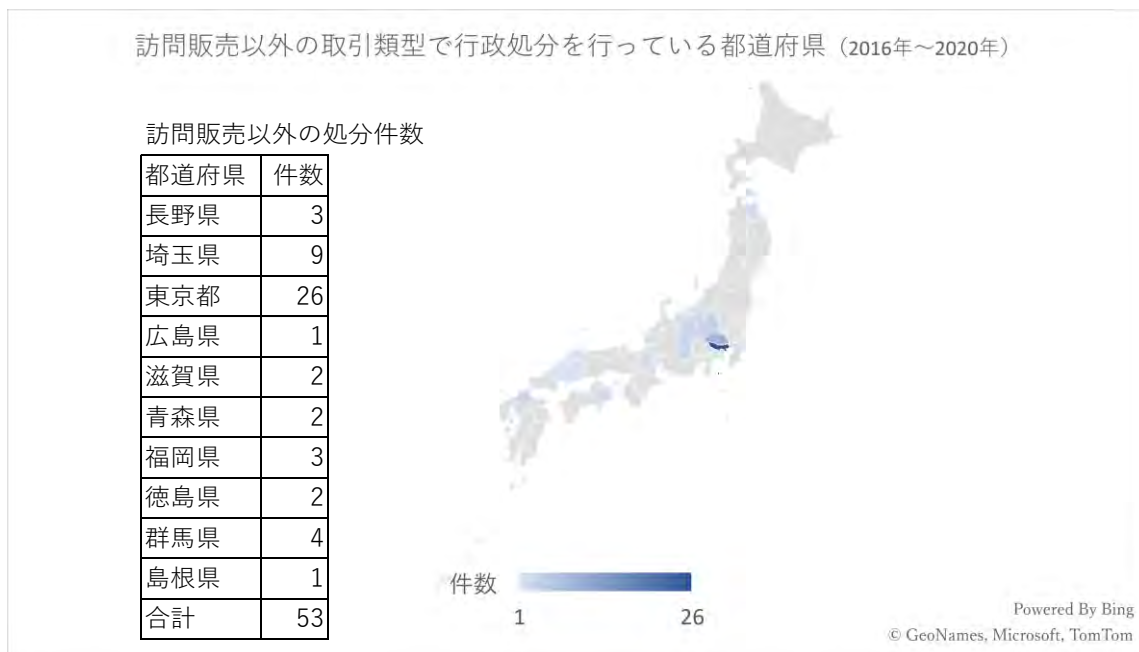 訪問販売以外の取引類型で行政処分を行っている都道府県（2016年～2020年）
訪問販売以外の処分件数
都道府県 件数
長野県 3
埼玉県 9
東京都 26
広島県 1
滋賀県 2
青森県 2
福岡県 3
徳島県 2
群馬県 4
島根県 1
合計 53
件数
1 26
Powered By Bing
© GeoNames, Microsoft, TomTom